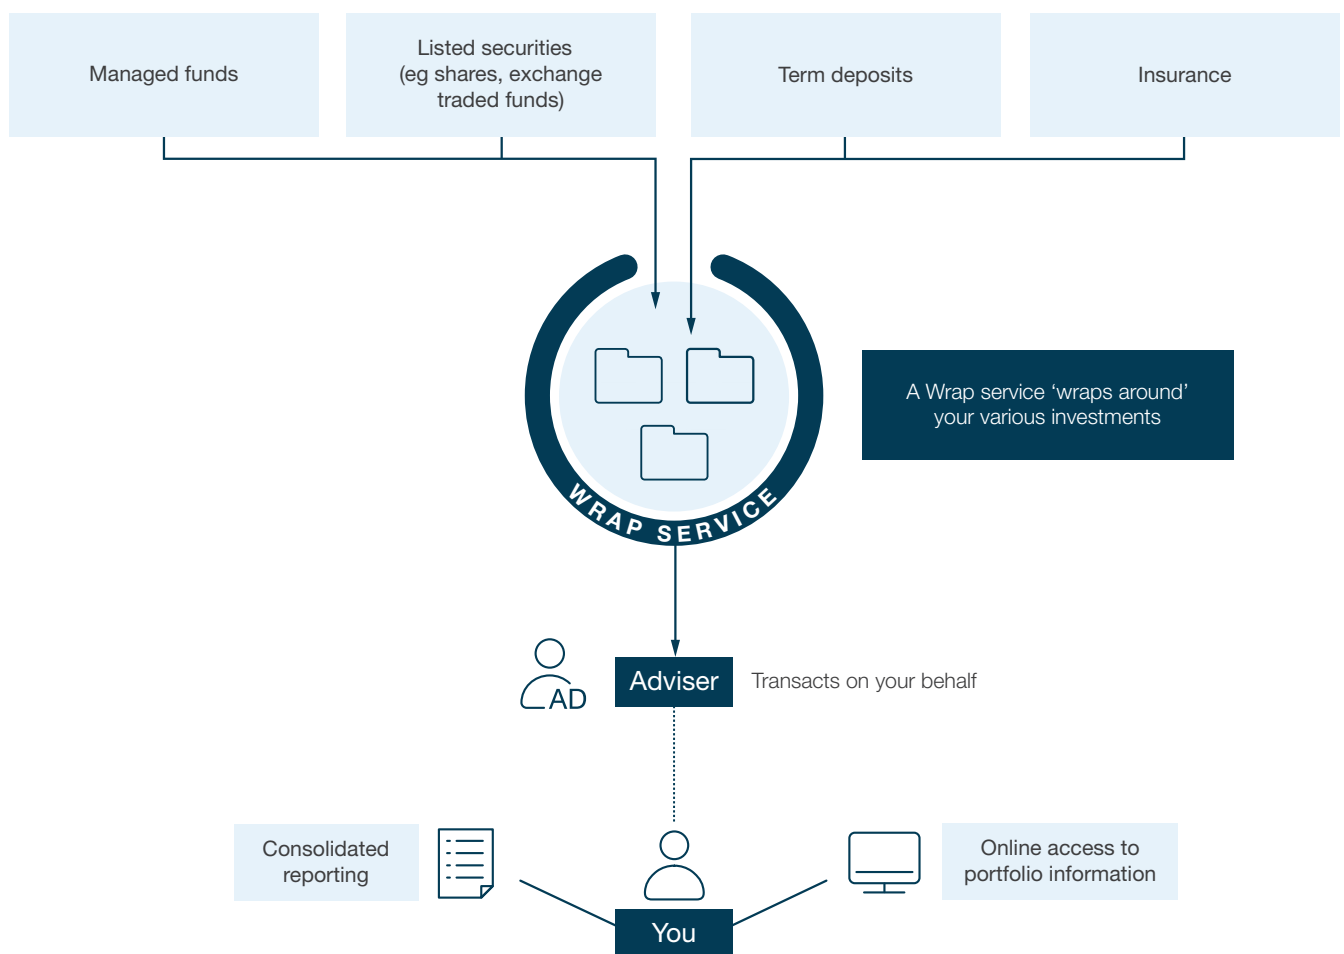 Managed funds
Listed securities
(eg shares, exchange
traded funds)
Term deposits
Insurance
A Wrap service ‘wraps around’
your various investments
WRAP SERVICE
AD
Adviser
Transacts on your behalf
Consolidated
reporting
Online access to
portfolio information
You